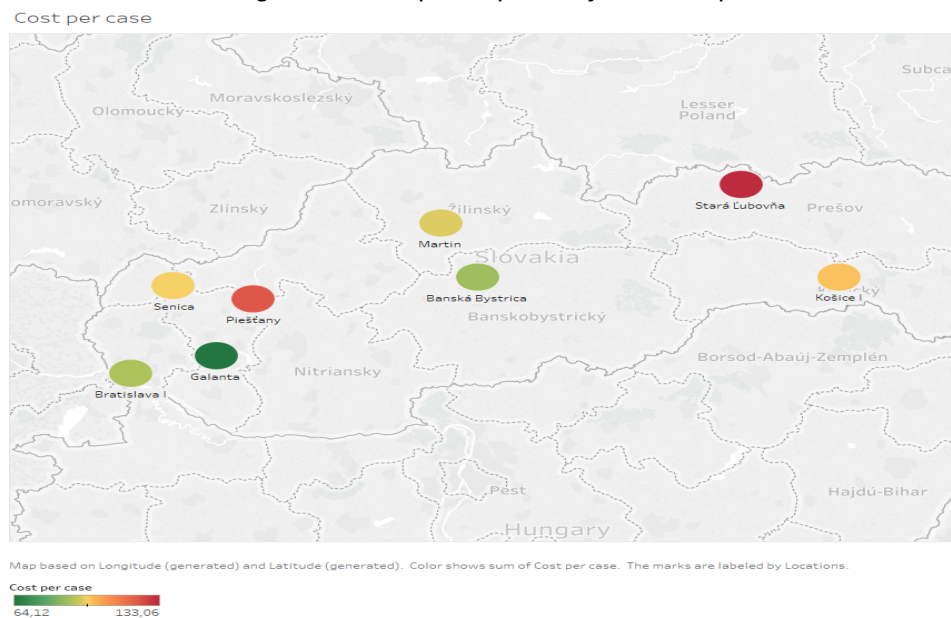 Cost per case
Subca
Moravskoslezský
Olomoucký
Lesser
Poland
omoravský
Zlínský
Žilinský
Stará Ľubovňa
Prešov
Martin
Slovakia
Senica
Banská Bystrica
Košice I
Piešťany
Banskobystrický
Borsod-Abaúj-Zemplén
Nitriansky
Galanta
Bratislava I
Pest
Hajdú-Bihar
Hungary
Map based on Longitude (generated) and Latitude (generated). Color shows sum of Cost per case. The marks are labeled by Locations.
Cost per case
64,12 133,06